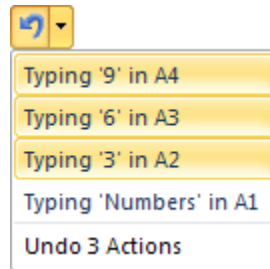 Typing '9' in A4
Typing '6' in A3
Typing '3' in A2
Typing 'Numbers' in A1
Undo 3 Actions